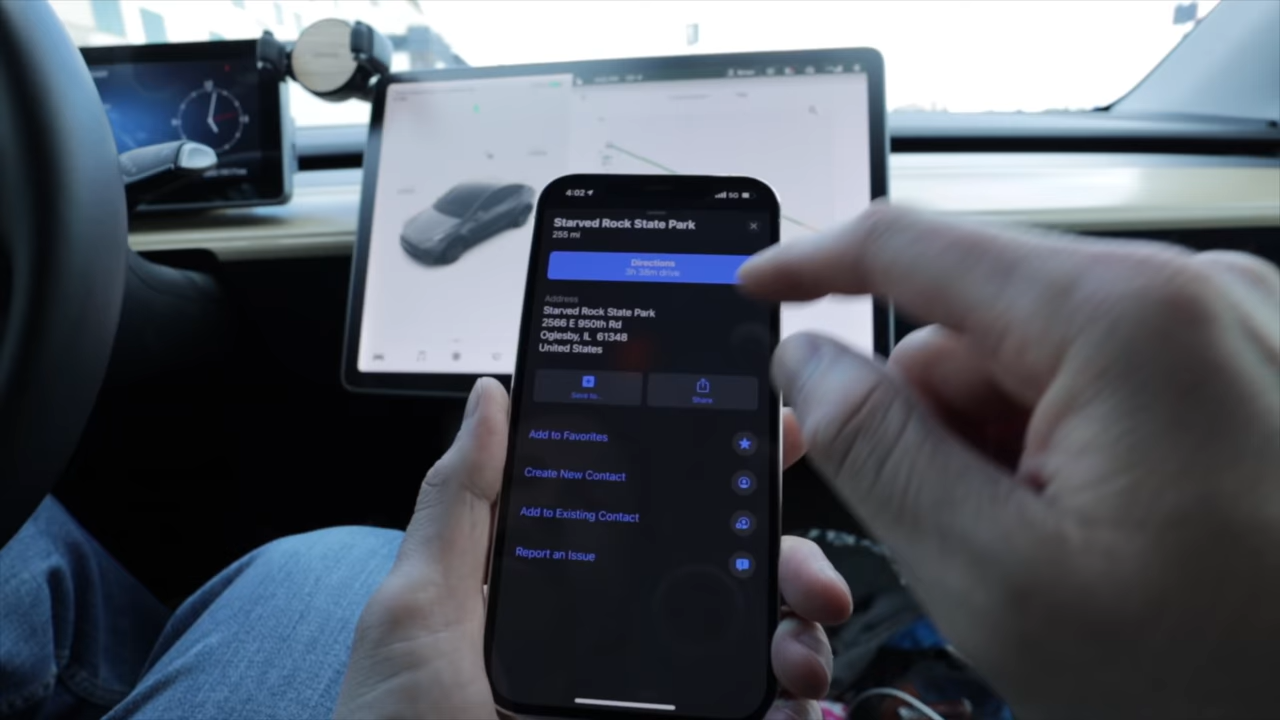 4:02
5G
Starved Rock State Park
255 mi
Directions
3h 38m drive
Address
Starved Rock State Park
2566 E 950th Rd
Oglesby, IL 61348
United States
Save to...
Share
Add to Favorites
Create New Contact
Add to Existing Contact
Report an Issue